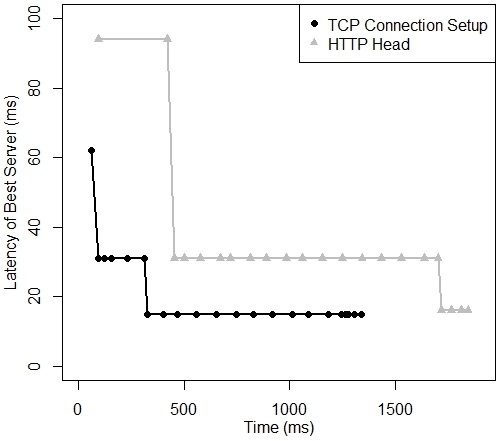 TCP Connection Setup
HTTP Head
Latency of Best Server (ms)
100
80
60
40
20
0
0 500 1000 1500
Time (ms)